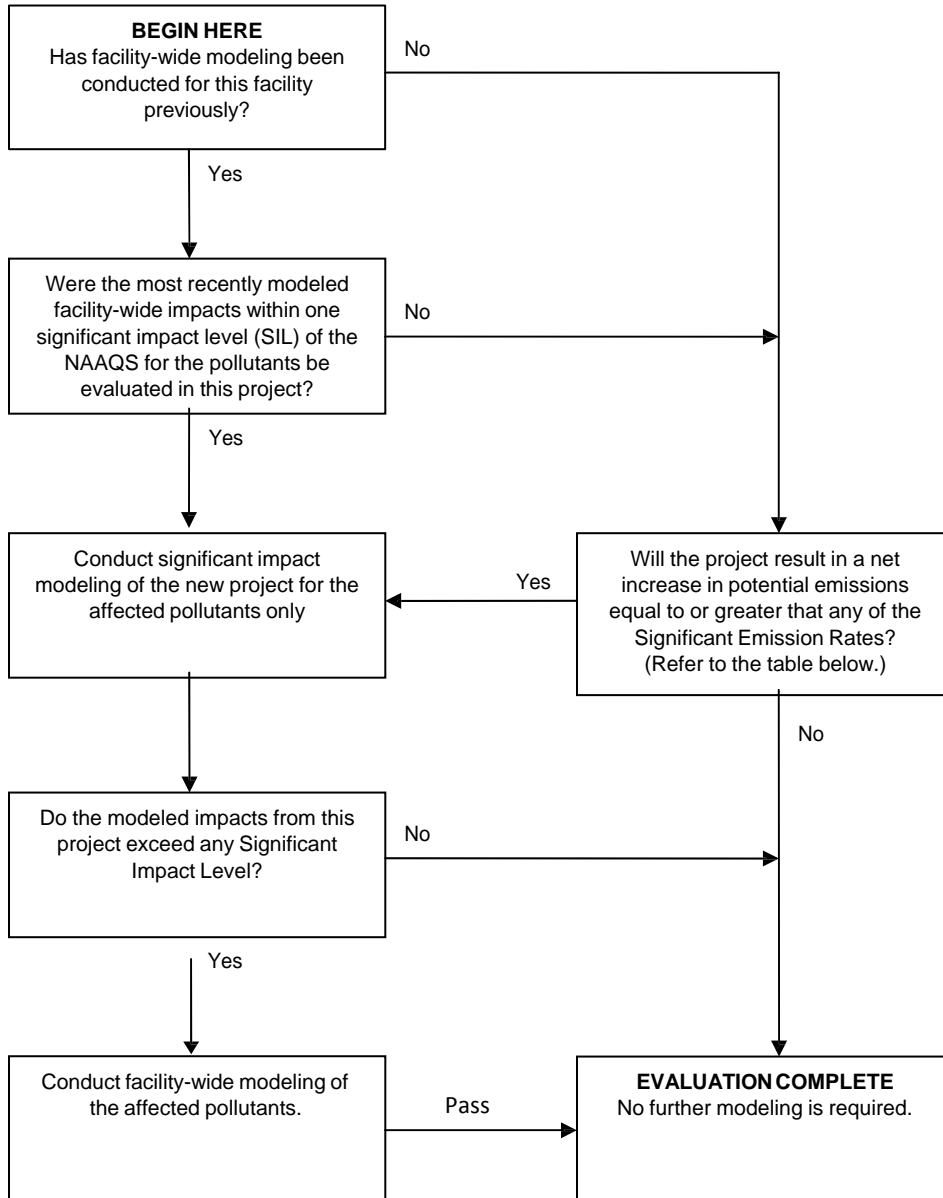 BEGIN HERE
Has facility-wide modeling been
conducted for this facility
previously?
No
Yes
Were the most recently modeled
facility-wide impacts within one
significant impact level (SIL) of the
NAAQS for the pollutants be
evaluated in this project?
No
Yes
Conduct significant impact
modeling of the new project for the
affected pollutants only
Yes
Will the project result in a net
increase in potential emissions
equal to or greater that any of the
Significant Emission Rates?
(Refer to the table below.)
No
Do the modeled impacts from this
project exceed any Significant
Impact Level?
No
Yes
Conduct facility-wide modeling of
the affected pollutants.
Pass
EVALUATION COMPLETE
No further modeling is required.